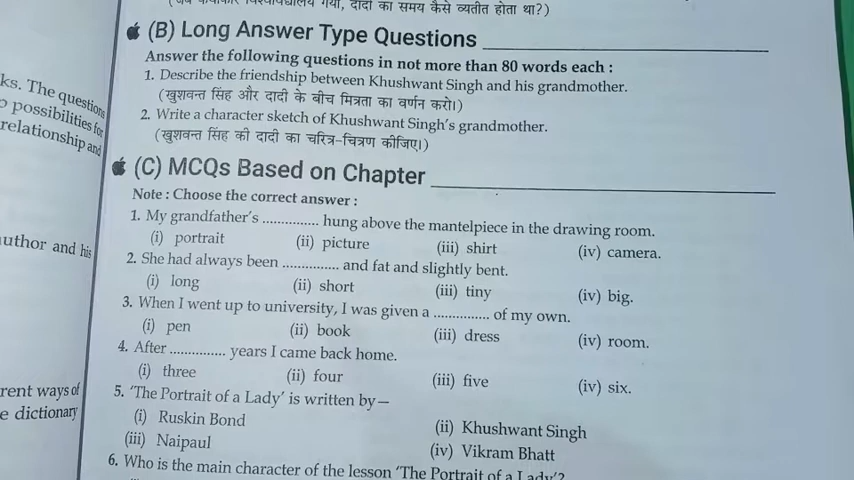 (जब कथाकार विश्वविद्यालय गया, दादी का समय कैसे व्यतीत होता था?)
(B) Long Answer Type Questions
Answer the following questions in not more than 80 words each :
1. Describe the friendship between Khushwant Singh and his grandmother.
(खुशवन्त सिंह और दादी के बीच मित्रता का वर्णन करो।)
2. Write a character sketch of Khushwant Singh's grandmother.
(खुशवन्त सिंह की दादी का चरित्र-चित्रण कीजिए।)
(C) MCQs Based on Chapter
Note : Choose the correct answer :
1. My grandfather's .............. hung above the mantelpiece in the drawing room.
(i) portrait (ii) picture (iii) shirt (iv) camera.
2. She had always been .............. and fat and slightly bent.
(i) long (ii) short (iii) tiny (iv) big.
3. When I went up to university, I was given a .............. of my own.
(i) pen (ii) book (iii) dress (iv) room.
4. After .............. years I came back home.
(i) three (ii) four (iii) five (iv) six.
5. 'The Portrait of a Lady' is written by—
(i) Ruskin Bond (ii) Khushwant Singh
(iii) Naipaul (iv) Vikram Bhatt
6. Who is the main character of the lesson 'The Portrait of a Lady'?
ks. The questions
possibilities for
relationship and
author and his
rent ways of
e dictionary